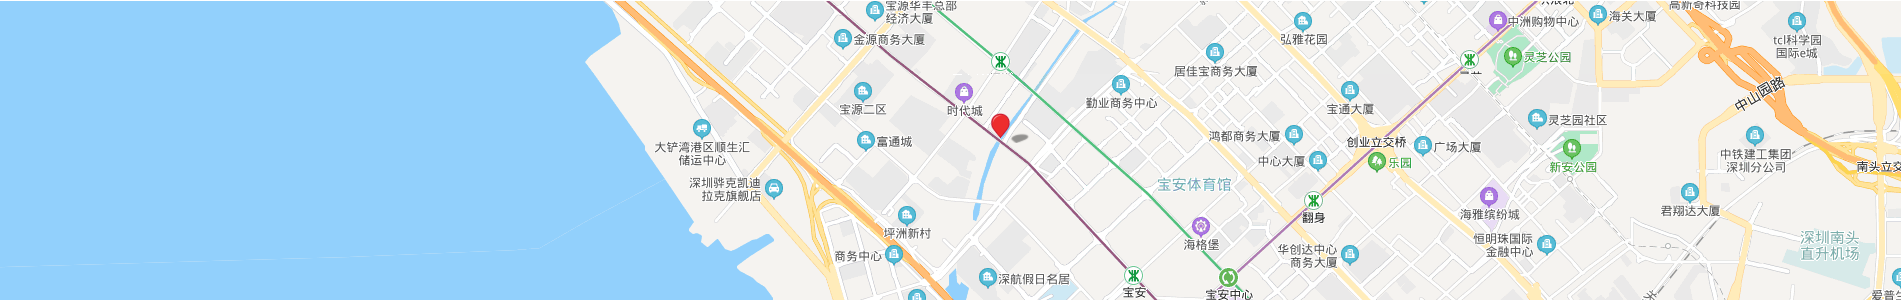 宝源华丰总部
经济大厦
金源商务大厦
宝源二区
时代城
富通城
大铲湾港区顺生汇
储运中心
深圳骅克凯迪
拉克旗舰店
坪洲新村
商务中心
深航假日名居
弘雅花园
居佳宝商务大厦
勤业商务中心
中洲购物中心
海关大厦
高新奇科技园
tcl科学园
国际e城
灵芝公园
宝通大厦
中山园路
鸿都商务大厦
创业立交桥
广场大厦
灵芝园社区
中心大厦
乐园
新安公园
中铁建工集团
深圳分公司
南头立交
宝安体育馆
翻身
海雅缤纷城
君翔达大厦
海格堡
华创达中心
商务大厦
恒明珠国际
金融中心
深圳南头
直升机场
宝安
宝安中心